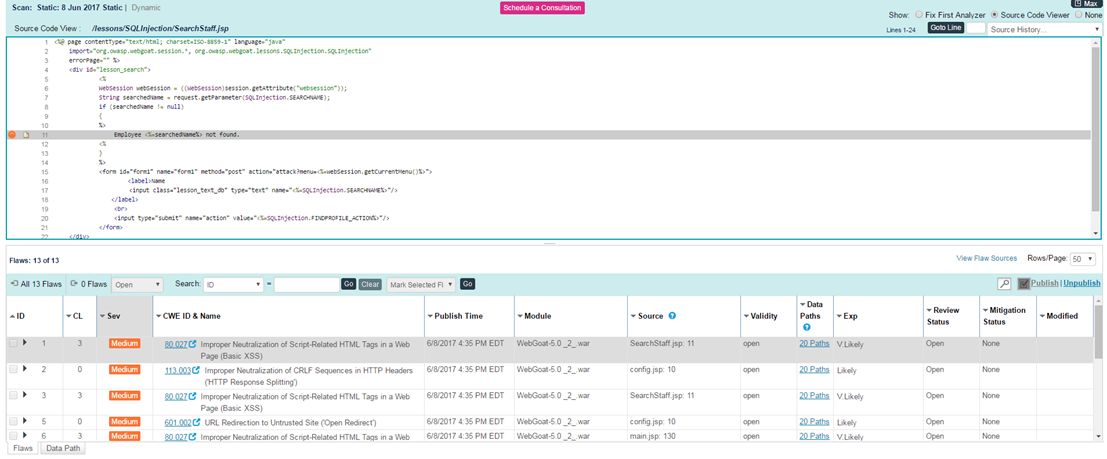 Scan: Static: 8 Jun 2017 Static | Dynamic
Schedule a Consultation
Max
Show: Fix First Analyzer Source Code Viewer None
Source Code View : /lessons/SQLInjection/SearchStaff.jsp
Lines 1-24 Goto Line Source History...
1 <%@ page contentType="text/html; charset=ISO-8859-1" language="java"
2 import="org.owasp.webgoat.session.*, org.owasp.webgoat.lessons.SQLInjection.SQLInjection"
3 errorPage="" %>
4 <div id="lesson_search">
5 <%
6 WebSession webSession = ((WebSession)session.getAttribute("websession"));
7 String searchedName = request.getParameter(SQLInjection.SEARCHNAME);
8 if (searchedName != null)
9 {
10 %>
11 Employee <%=searchedName%> not found.
12 <%
13 }
14 %>
15 <form id="form1" name="form1" method="post" action="attack?menu=<%=webSession.getCurrentMenu()%>">
16 <label>Name
17 <input class="lesson_text_db" type="text" name="<%=SQLInjection.SEARCHNAME%>"/>
18 </label>
19 <br>
20 <input type="submit" name="action" value="<%=SQLInjection.FINDPROFILE_ACTION%>"/>
21 </form>
22 </div>
Flaws: 13 of 13
View Flaw Sources Rows/Page: 50
All 13 Flaws 0 Flaws Open Search: ID = Go Clear Mark Selected Fl Go
Publish | Unpublish
ID CL Sev CWE ID & Name Publish Time Module Source ? Validity Data Paths ? Exp Review Status Mitigation Status Modified
1 3 Medium 80.027 Improper Neutralization of Script-Related HTML Tags in a Web 6/8/2017 4:35 PM EDT WebGoat-5.0 _2_.war SearchStaff.jsp: 11 open 20 Paths V.Likely Open None
Page (Basic XSS)
2 0 Medium 113.003 Improper Neutralization of CRLF Sequences in HTTP Headers 6/8/2017 4:35 PM EDT WebGoat-5.0 _2_.war config.jsp: 10 open 20 Paths Likely Open None
('HTTP Response Splitting')
3 3 Medium 80.027 Improper Neutralization of Script-Related HTML Tags in a Web 6/8/2017 4:35 PM EDT WebGoat-5.0 _2_.war SearchStaff.jsp: 11 open 20 Paths V.Likely Open None
Page (Basic XSS)
5 0 Medium 601.002 URL Redirection to Untrusted Site ('Open Redirect') 6/8/2017 4:35 PM EDT WebGoat-5.0 _2_.war config.jsp: 10 open 20 Paths Likely Open None
6 3 Medium 80.027 Improper Neutralization of Script-Related HTML Tags in a Web 6/8/2017 4:35 PM EDT WebGoat-5.0 _2_.war main.jsp: 130 open 20 Paths V.Likely Open None
Flaws Data Path